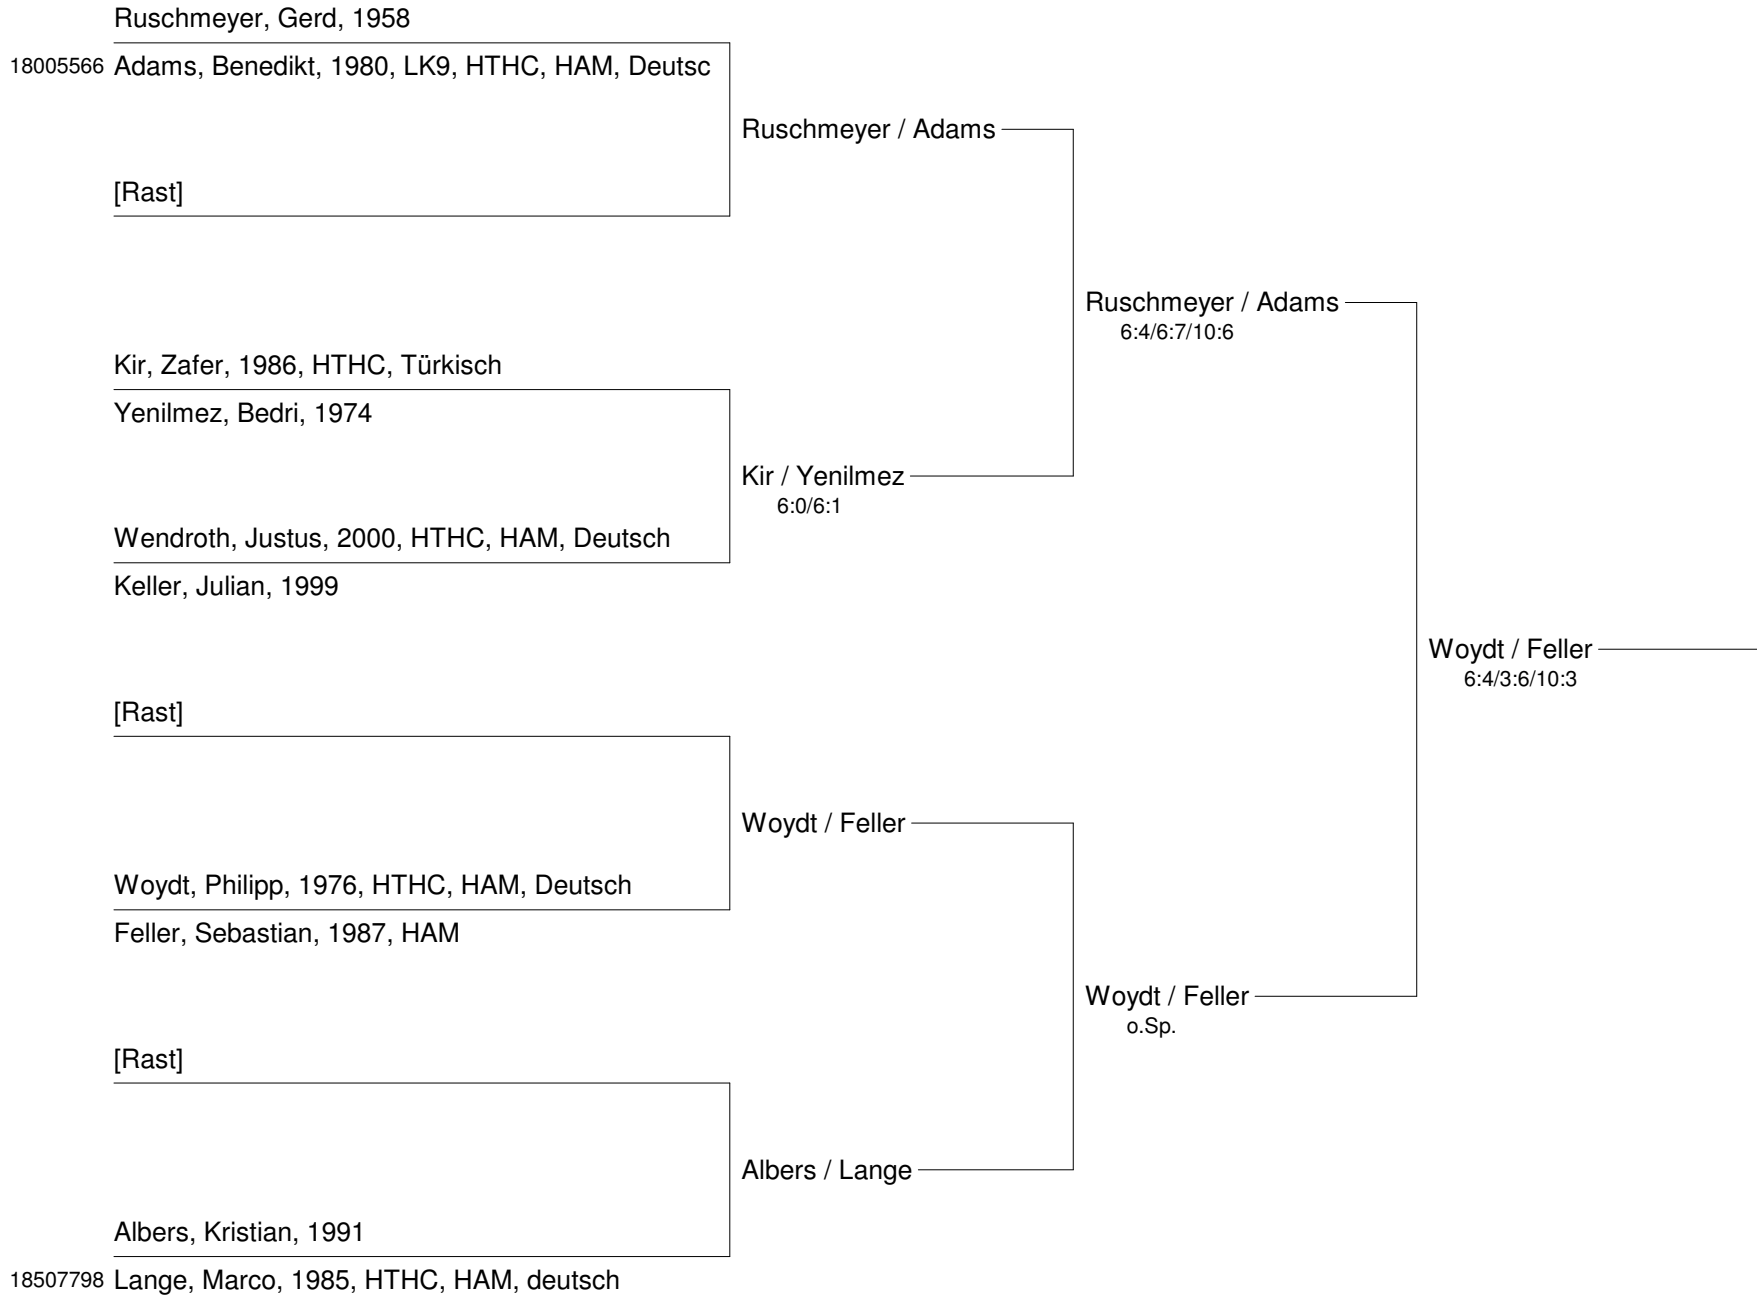 Ruschmeyer, Gerd, 1958
18005566 Adams, Benedikt, 1980, LK9, HTHC, HAM, Deutsc
Ruschmeyer / Adams
[Rast]
Ruschmeyer / Adams
6:4/6:7/10:6
Kir, Zafer, 1986, HTHC, Türkisch
Yenilmez, Bedri, 1974
Kir / Yenilmez
6:0/6:1
Wendroth, Justus, 2000, HTHC, HAM, Deutsch
Keller, Julian, 1999
Woydt / Feller
6:4/3:6/10:3
[Rast]
Woydt / Feller
Woydt, Philipp, 1976, HTHC, HAM, Deutsch
Feller, Sebastian, 1987, HAM
Woydt / Feller
o.Sp.
[Rast]
Albers / Lange
Albers, Kristian, 1991
18507798 Lange, Marco, 1985, HTHC, HAM, deutsch